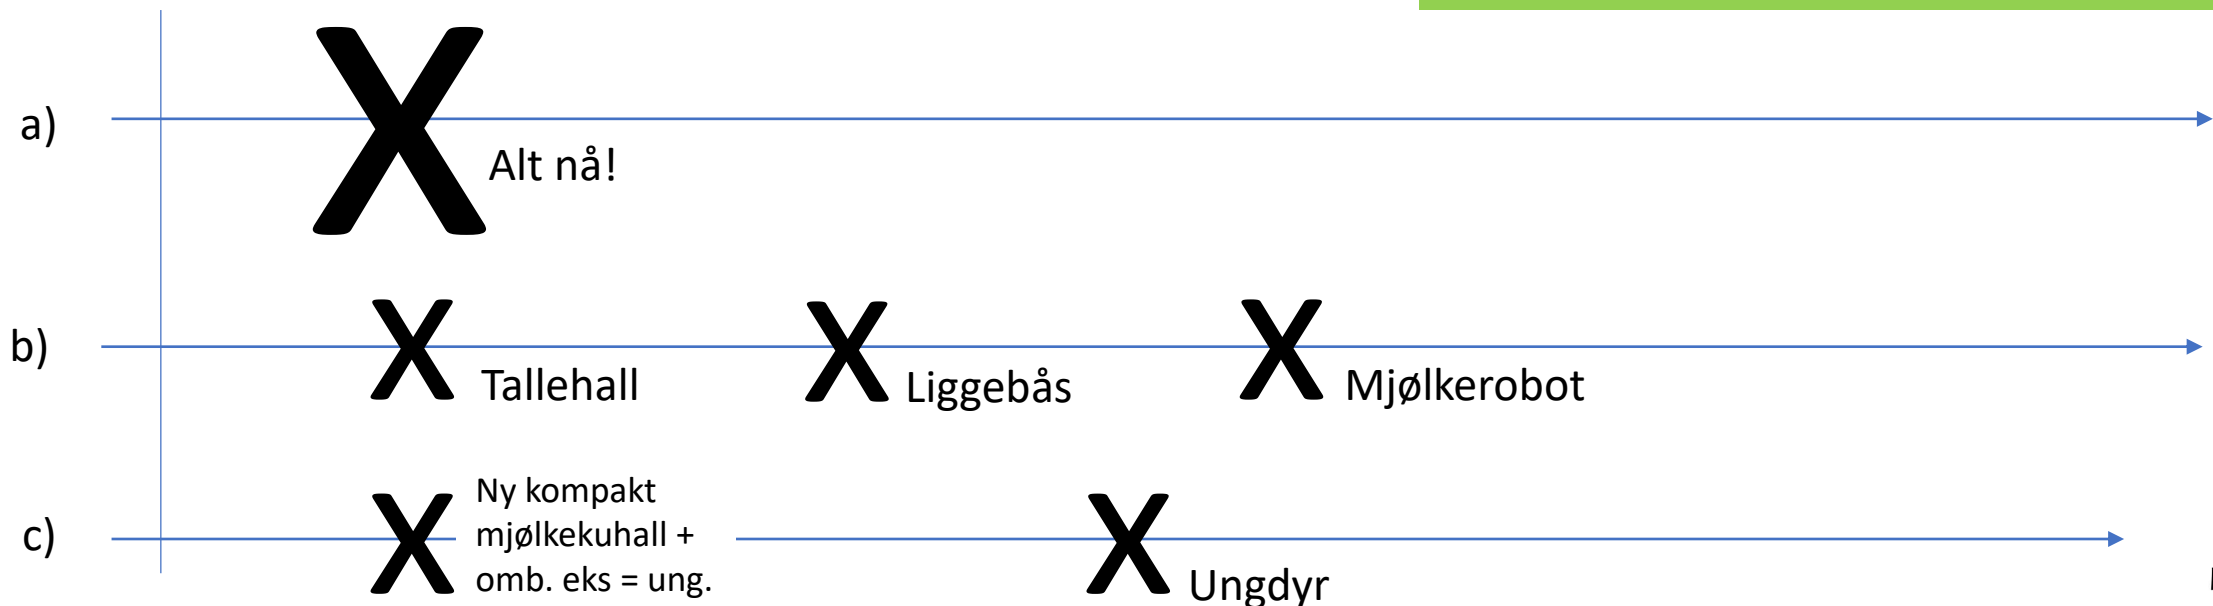 a)
X
Alt nå!
b)
X
Tallehall
X
Liggebås
X
Mjølkerobot
c)
X
Ny kompakt
mjølkekuhall +
omb. eks = ung.
X
Ungdyr